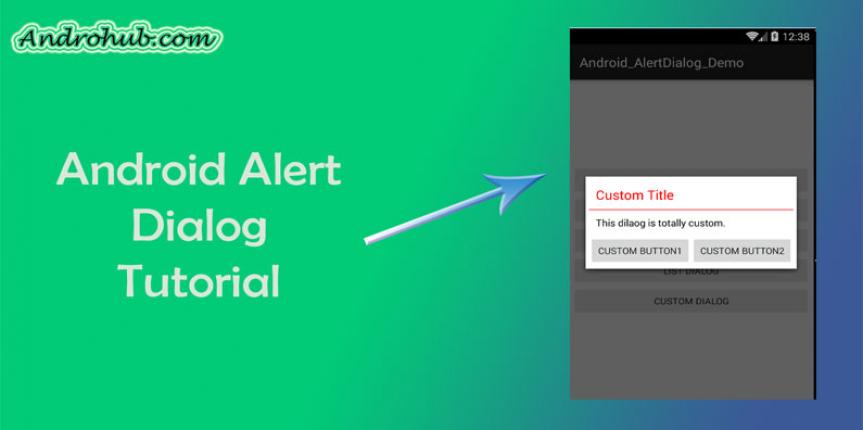 Androhub.com
Android Alert
Dialog
Tutorial
12:38
Android_AlertDialog_Demo
Custom Title
This dilaog is totally custom.
CUSTOM BUTTON1 CUSTOM BUTTON2
LIST DIALOG
CUSTOM DIALOG